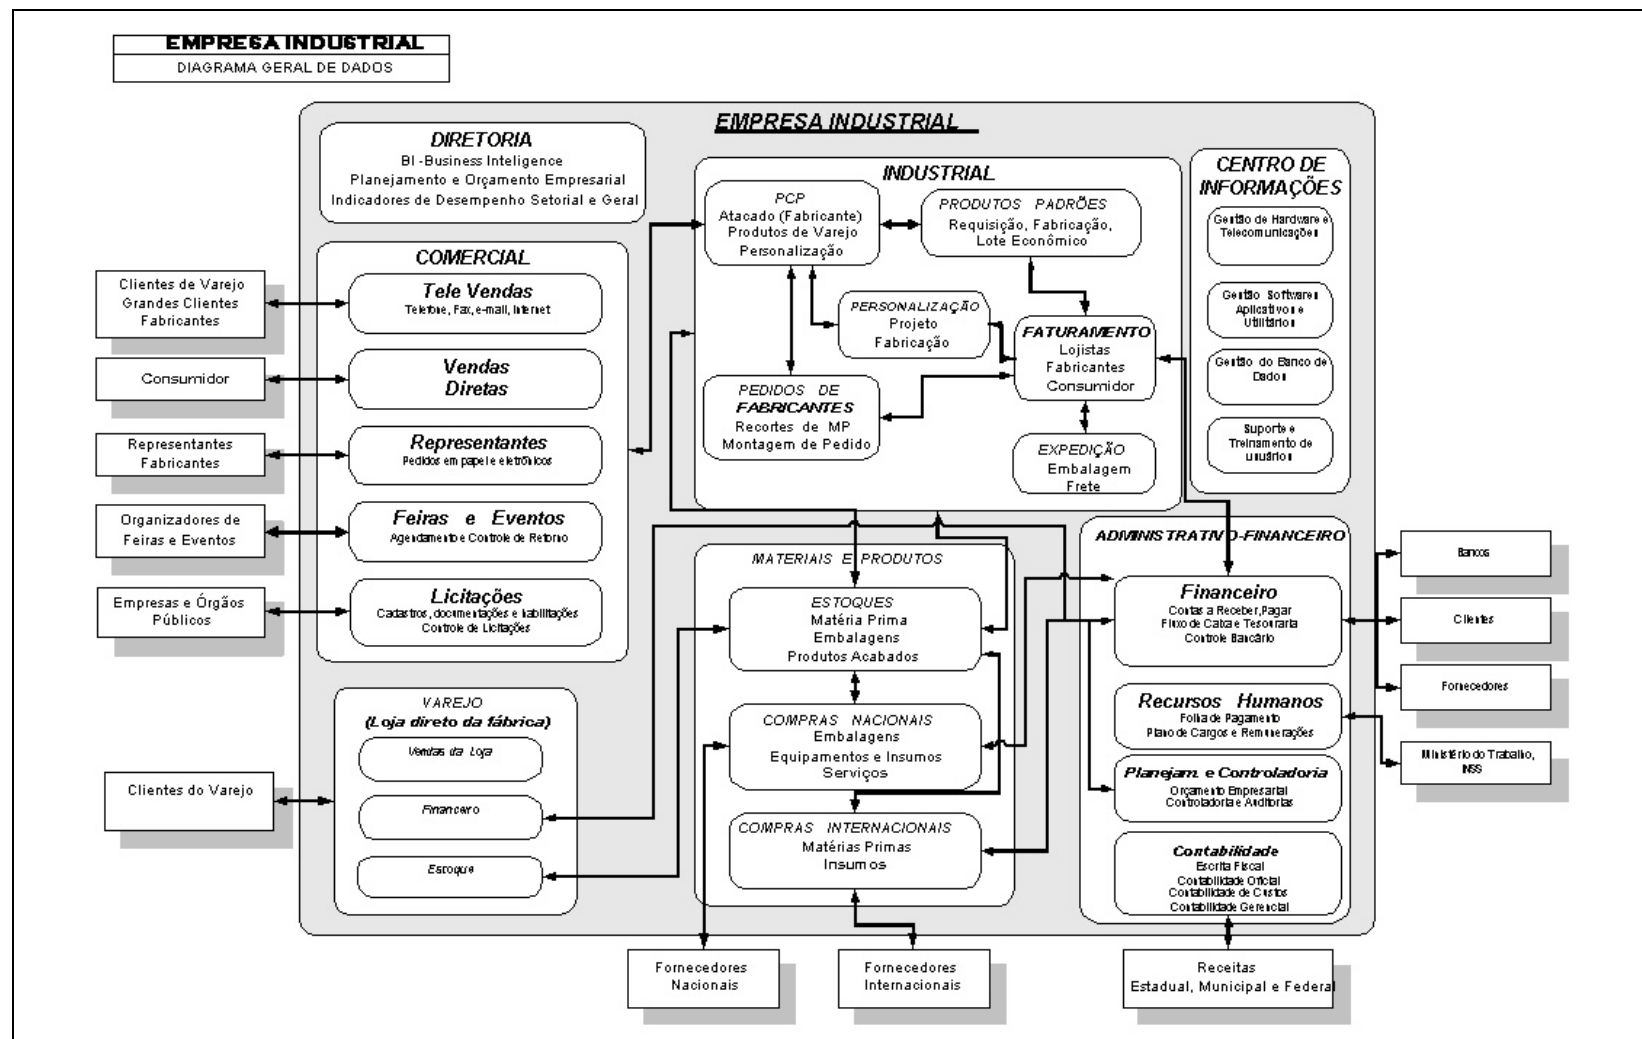 EMPRESA INDUSTRIAL
DIAGRAMA GERAL DE DADOS
EMPRESA INDUSTRIAL
DIRETORIA
BI -Business Inteligence
Planejamento e Orçamento Empresarial
Indicadores de Desempenho Setorial e Geral
COMERCIAL
Tele Vendas
Telefone, Fax, e-mail, Internet
Vendas
Diretas
Representantes
Pedidos em papel e eletrônicos
Feiras e Eventos
Agendamento e Controle de Retorno
Licitações
Cadastros, documentações e habilitações
Controle de Licitações
Clientes de Varejo
Grandes Clientes
Fabricantes
Consumidor
Representantes
Fabricantes
Organizadores de
Feiras e Eventos
Empresas e Órgãos
Públicos
VAREJO
(Loja direto da fábrica)
Vendas da Loja
Financeiro
Estoque
Clientes do Varejo
INDUSTRIAL
PCP
Atacado (Fabricante)
Produtos de Varejo
Personalização
PRODUTOS PADRÕES
Requisição, Fabricação,
Lote Econômico
PERSONALIZAÇÃO
Projeto
Fabricação
FATURAMENTO
Lojistas
Fabricantes
Consumidor
PEDIDOS DE
FABRICANTES
Recortes de MP
Montagem de Pedido
EXPEDIÇÃO
Embalagem
Frete
CENTRO DE
INFORMAÇÕES
Gestão de Hardware e
Telecomunicações
Gestão Softwares
Aplicativos e
Utilitários
Gestão do Banco de
Dados
Suporte e
Treinamento de
usuários
MATERIAIS E PRODUTOS
ESTOQUES
Matéria Prima
Embalagens
Produtos Acabados
COMPRAS NACIONAIS
Embalagens
Equipamentos e Insumos
Serviços
COMPRAS INTERNACIONAIS
Matérias Primas
Insumos
ADMINISTRATIVO-FINANCEIRO
Financeiro
Contas a Receber, Pagar
Fluxo de Caixa e Tesouraria
Controle Bancário
Recursos Humanos
Folha de Pagamento
Plano de Cargos e Remunerações
Planejam. e Controladoria
Orçamento Empresarial
Controladoria e Auditorias
Contabilidade
Escrita Fiscal
Contabilidade Oficial
Contabilidade de Custos
Contabilidade Gerencial
Bancos
Clientes
Fornecedores
Ministério do Trabalho,
INSS
Fornecedores
Nacionais
Fornecedores
Internacionais
Receitas
Estadual, Municipal e Federal